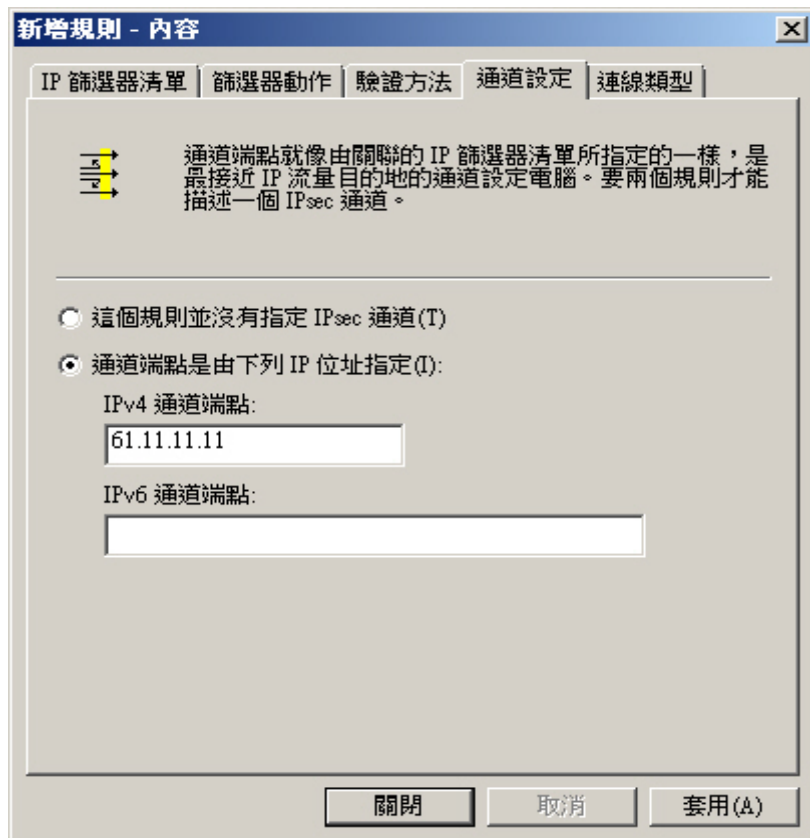 新增規則 - 內容
IP 篩選器清單
篩選器動作
驗證方法
通道設定
連線類型
通道端點就像由關聯的 IP 篩選器清單所指定的一樣，是
最接近 IP 流量目的地的通道設定電腦。要兩個規則才能
描述一個 IPsec 通道。
這個規則並沒有指定 IPsec 通道(T)
通道端點是由下列 IP 位址指定(I):
IPv4 通道端點:
61.11.11.11
IPv6 通道端點:
關閉
取消
套用(A)